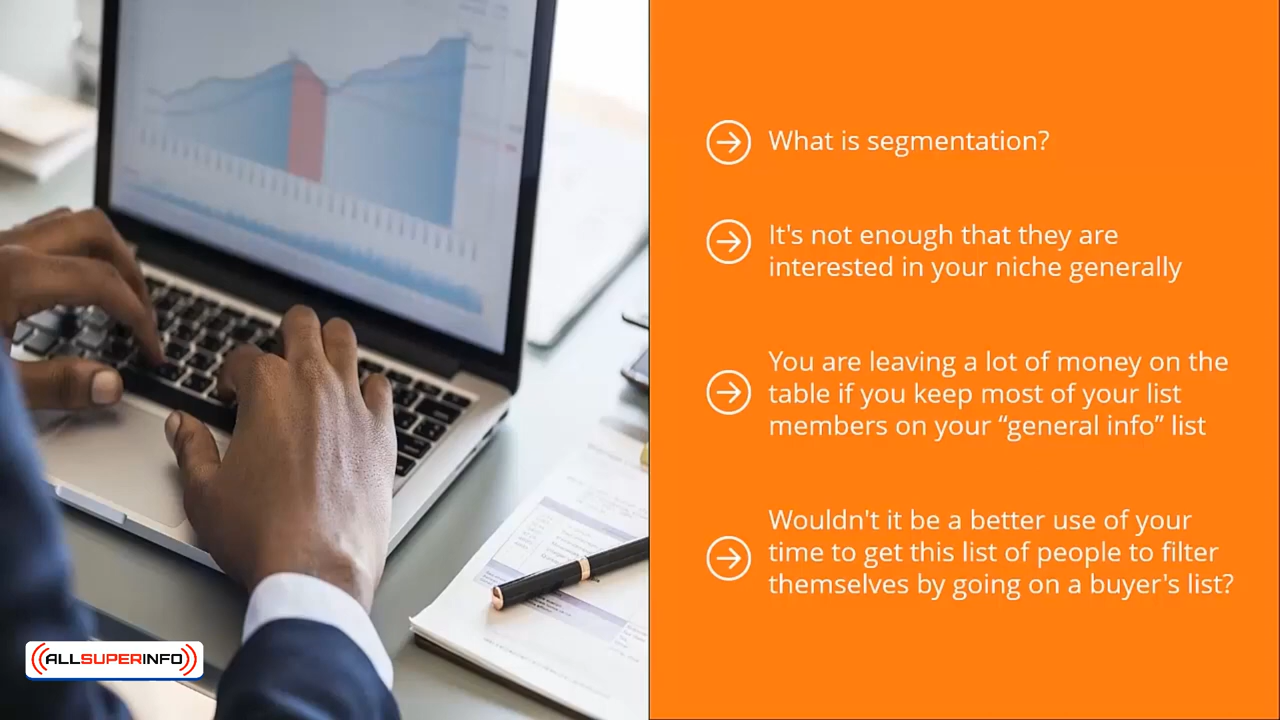 What is segmentation?
It's not enough that they are
interested in your niche generally
You are leaving a lot of money on the
table if you keep most of your list
members on your “general info” list
Wouldn't it be a better use of your
time to get this list of people to filter
themselves by going on a buyer's list?
ALLSUPERINFO